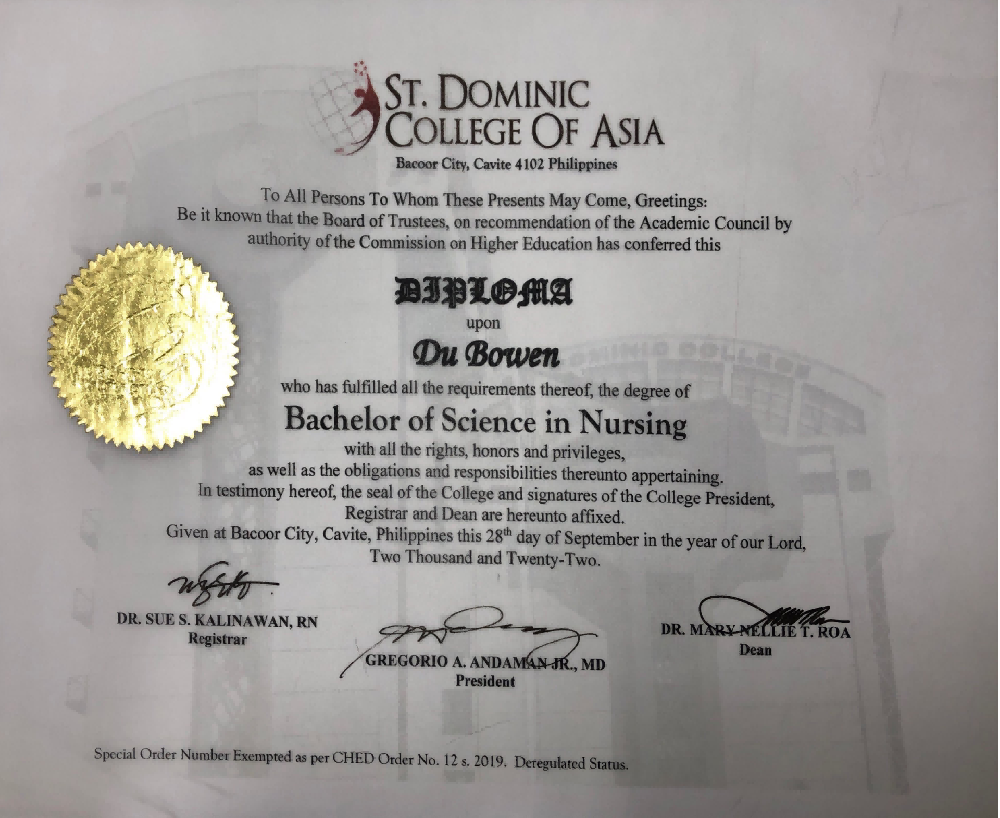 ST. DOMINIC
COLLEGE OF ASIA
Bacoor City, Cavite 4102 Philippines
To All Persons To Whom These Presents May Come, Greetings:
Be it known that the Board of Trustees, on recommendation of the Academic Council by
authority of the Commission on Higher Education has conferred this
DIPLOMA
upon
Du Bowen
who has fulfilled all the requirements thereof, the degree of
Bachelor of Science in Nursing
with all the rights, honors and privileges,
as well as the obligations and responsibilities thereunto appertaining.
In testimony hereof, the seal of the College and signatures of the College President,
Registrar and Dean are hereunto affixed.
Given at Bacoor City, Cavite, Philippines this 28th day of September in the year of our Lord,
Two Thousand and Twenty-Two.
DR. SUE S. KALINAWAN, RN
Registrar
GREGORIO A. ANDAMAN JR., MD
President
DR. MARY NELLIE T. ROA
Dean
Special Order Number Exempted as per CHED Order No. 12 s. 2019. Deregulated Status.